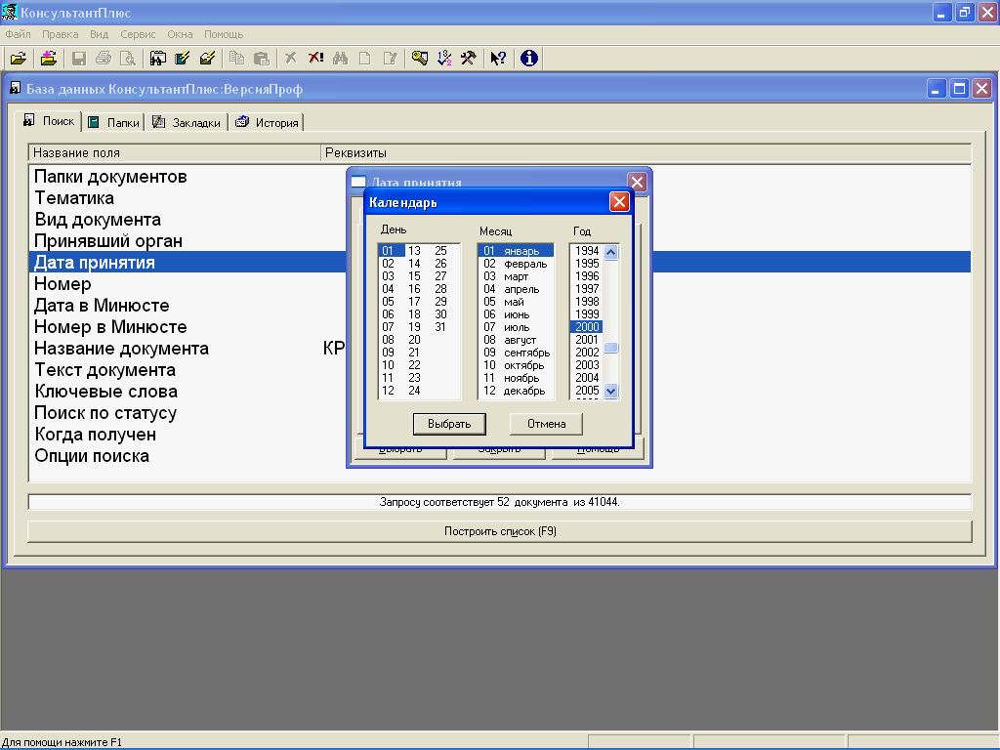 КонсультантПлюс
Файл Правка Вид Сервис Окна Помощь
База данных КонсультантПлюс:ВерсияПроф
Поиск Папки Закладки История
Название поля Реквизиты
Папки документов
Тематика
Вид документа
Принявший орган
Дата принятия
Номер
Дата в Минюсте
Номер в Минюсте
Название документа КР
Текст документа
Ключевые слова
Поиск по статусу
Когда получен
Опции поиска
Дата принятия
Календарь
День Месяц Год
01 13 25 01 январь 1994
02 14 26 02 февраль 1995
03 15 27 03 март 1996
04 16 28 04 апрель 1997
05 17 29 05 май 1998
06 18 30 06 июнь 1999
07 19 31 07 июль 2000
08 20 08 август 2001
09 21 09 сентябрь 2002
10 22 10 октябрь 2003
11 23 11 ноябрь 2004
12 24 12 декабрь 2005
Выбрать Отмена
Выбрать Закрыть Помощь
Запросу соответствует 52 документа из 41044.
Построить список (F9)
Для помощи нажмите F1